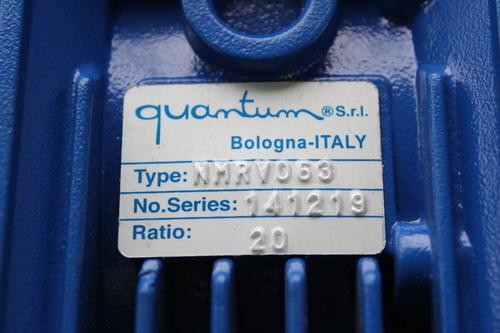 quantum ® S.r.l.
Bologna-ITALY
Type: NMRV063
No.Series: 141219
Ratio: 20